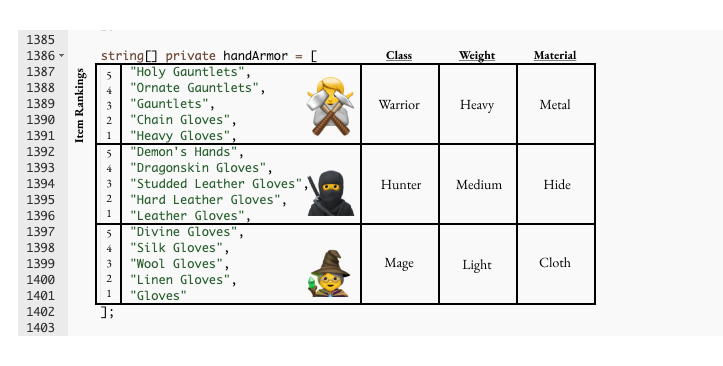 1385
1386 string[] private handArmor = [ Class Weight Material
Item Rankings
1387 5 "Holy Gauntlets",
1388 4 "Ornate Gauntlets",
1389 3 "Gauntlets", Warrior Heavy Metal
1390 2 "Chain Gloves",
1391 1 "Heavy Gloves",
1392 5 "Demon's Hands",
1393 4 "Dragonskin Gloves",
1394 3 "Studded Leather Gloves", Hunter Medium Hide
1395 2 "Hard Leather Gloves",
1396 1 "Leather Gloves",
1397 5 "Divine Gloves",
1398 4 "Silk Gloves",
1399 3 "Wool Gloves", Mage Light Cloth
1400 2 "Linen Gloves",
1401 1 "Gloves"
1402 ];
1403